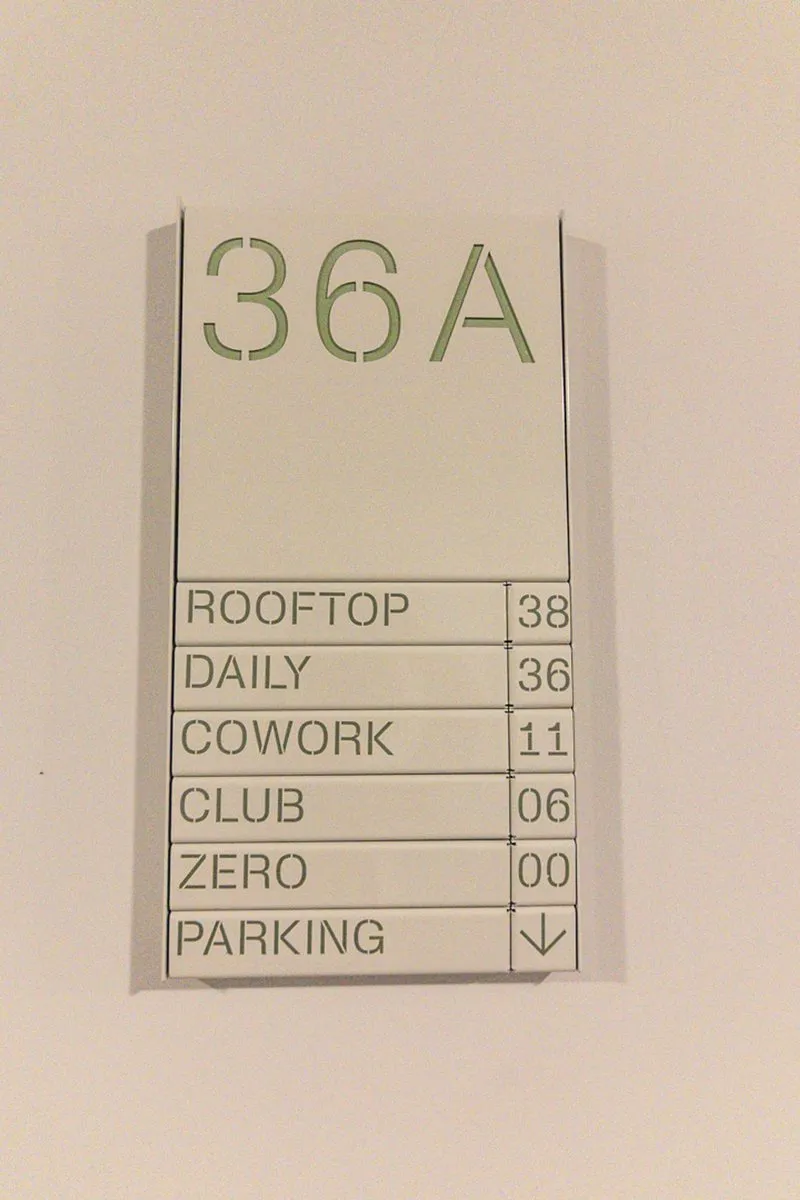 36A
ROOFTOP 38
DAILY 36
COWORK 11
CLUB 06
ZERO 00
PARKING ↓